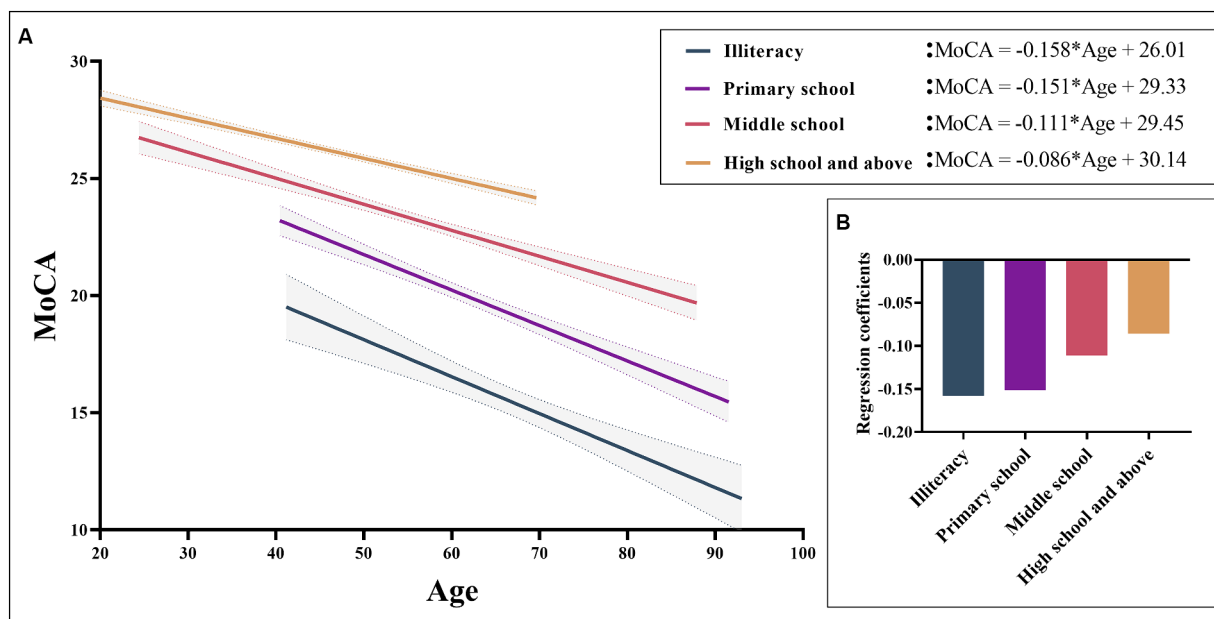 A
30
25
20
15
10
MoCA
20 30 40 50 60 70 80 90 100
Age
Illiteracy :MoCA = -0.158*Age + 26.01
Primary school :MoCA = -0.151*Age + 29.33
Middle school :MoCA = -0.111*Age + 29.45
High school and above :MoCA = -0.086*Age + 30.14
B
0.00
-0.05
-0.10
-0.15
-0.20
Regression coefficients
Illiteracy
Primary school
Middle school
High school and above